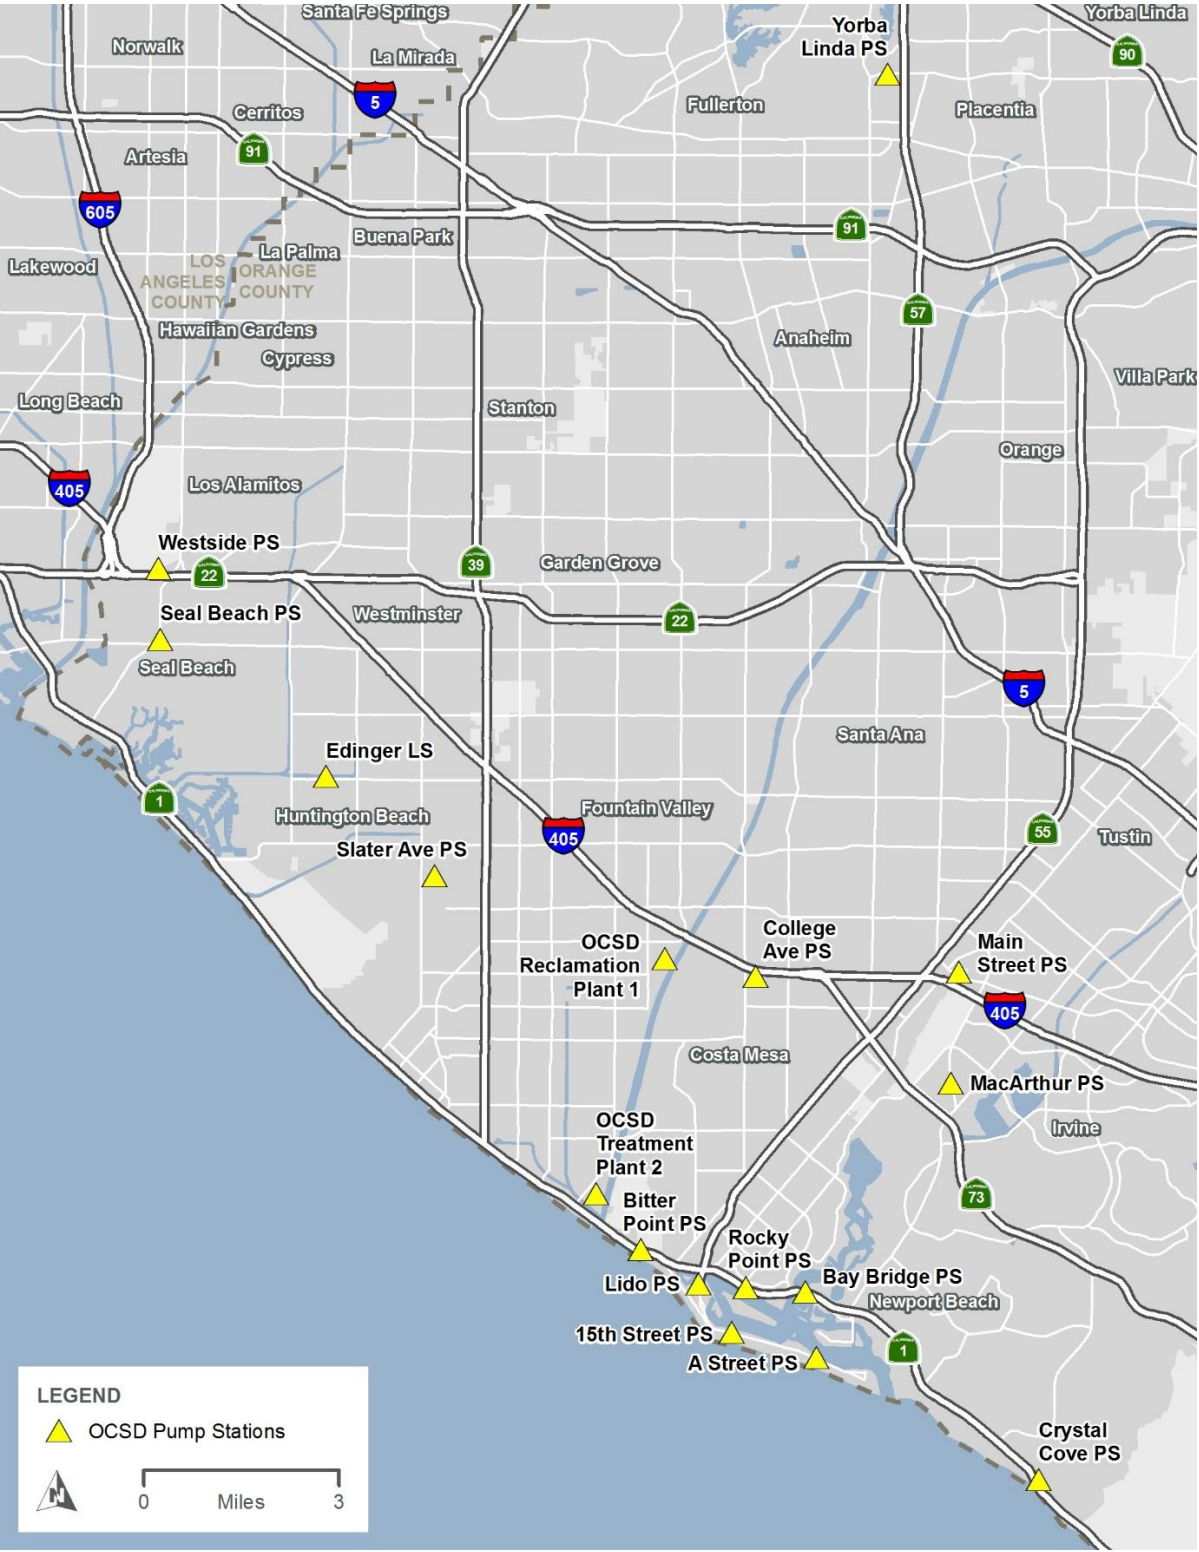 Santa Fe Springs
Yorba Linda
Yorba
Linda PS
Norwalk
La Mirada
90
5
Fullerton
Placentia
Cerritos
91
Artesia
605
91
Buena Park
La Palma
Lakewood
LOS
ANGELES
COUNTY
ORANGE
COUNTY
57
Hawaiian Gardens
Anaheim
Cypress
Villa Park
Long Beach
Stanton
Orange
405
Los Alamitos
Westside PS
22
39
Garden Grove
Seal Beach PS
Westminster
22
Seal Beach
5
Santa Ana
Edinger LS
1
Huntington Beach
Fountain Valley
405
55
Tustin
Slater Ave PS
College
Ave PS
OCSD
Reclamation
Plant 1
Main
Street PS
405
Costa Mesa
MacArthur PS
Irvine
OCSD
Treatment
Plant 2
73
Bitter
Point PS
Rocky
Point PS
Lido PS
Bay Bridge PS
Newport Beach
15th Street PS
1
A Street PS
Crystal
Cove PS
LEGEND
OCSD Pump Stations
N
0 Miles 3